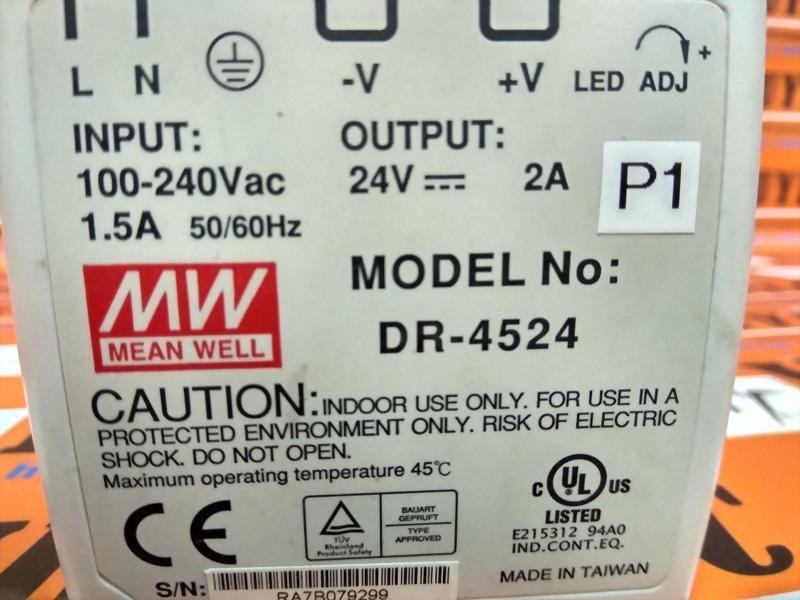 L N -V +V LED ADJ +
INPUT: OUTPUT:
100-240Vac 24V 2A
1.5A 50/60Hz
P1
MODEL No:
DR-4524
MW
MEAN WELL
CAUTION: INDOOR USE ONLY. FOR USE IN A
PROTECTED ENVIRONMENT ONLY. RISK OF ELECTRIC
SHOCK. DO NOT OPEN.
Maximum operating temperature 45℃
CE
TÜV
Rheinland
Product Safety
BAUART
GEPRUFT
TYPE
APPROVED
C UL US
LISTED
E215312 94A0
IND.CONT.EQ.
MADE IN TAIWAN
S/N:
RA7B079299